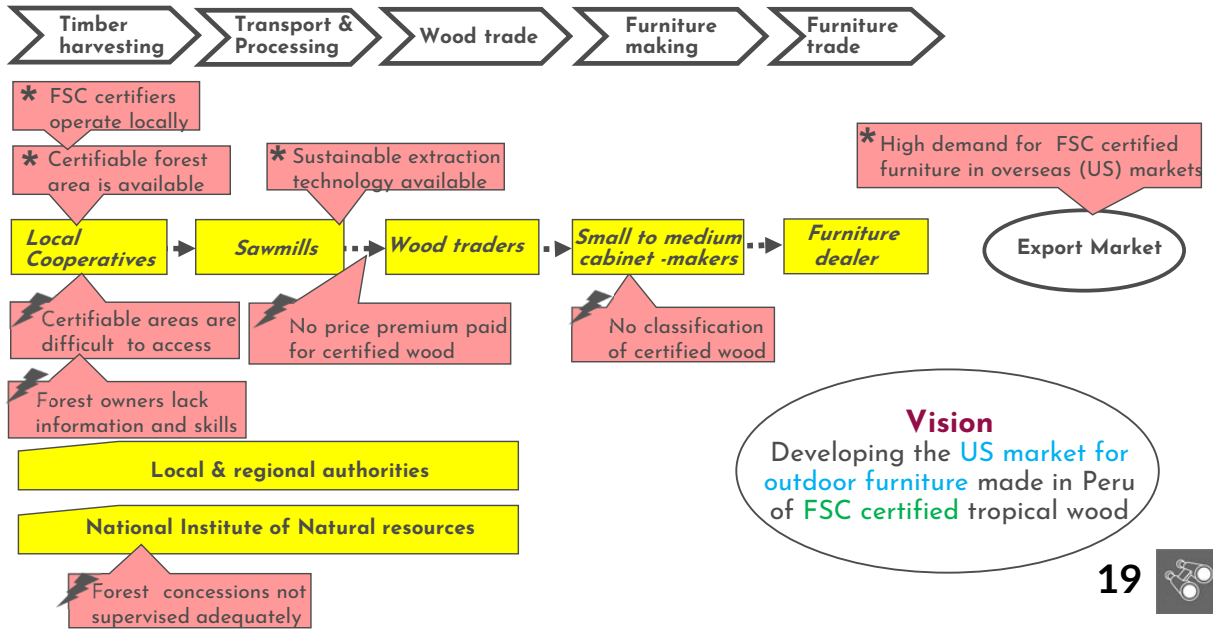 Timber
harvesting
Transport &
Processing
Wood trade
Furniture
making
Furniture
trade
* FSC certifiers
operate locally
* Certifiable forest
area is available
* Sustainable extraction
technology available
* High demand for FSC certified
furniture in overseas (US) markets
Local
Cooperatives
Sawmills
Wood traders
Small to medium
cabinet -makers
Furniture
dealer
Export Market
Certifiable areas are
difficult to access
No price premium paid
for certified wood
No classification
of certified wood
Forest owners lack
information and skills
Local & regional authorities
National Institute of Natural resources
Forest concessions not
supervised adequately
Vision
Developing the US market for
outdoor furniture made in Peru
of FSC certified tropical wood
19